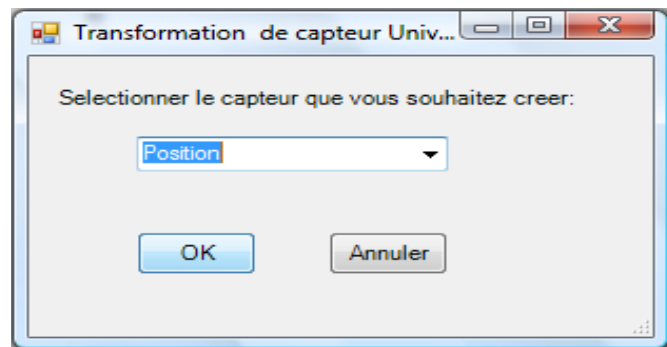 Transformation de capteur Univ...
Selectionner le capteur que vous souhaitez creer:
Position
OK Annuler